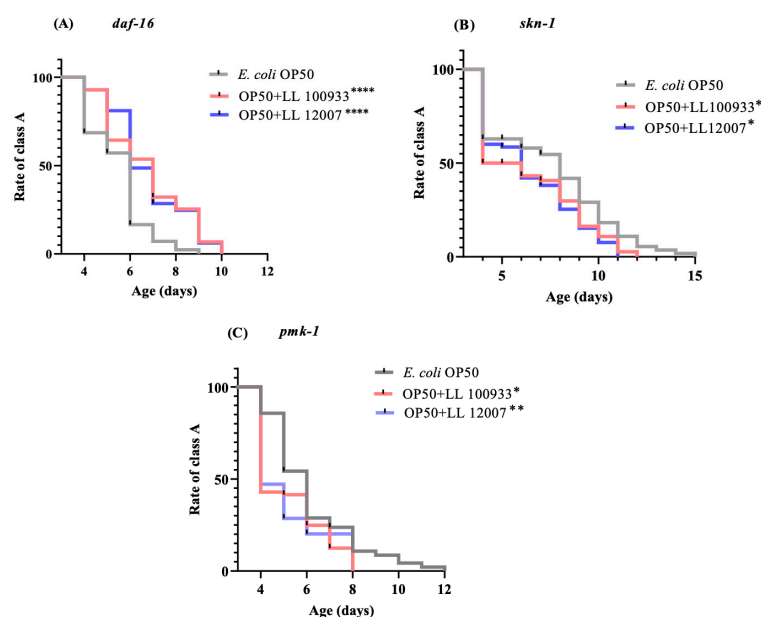 (A) daf-16
E. coli OP50
OP50+LL 100933****
OP50+LL 12007****
Rate of class A
100
50
0
4 6 8 10 12
Age (days)
(B) skn-1
E. coli OP50
OP50+LL100933*
OP50+LL12007*
Rate of class A
100
50
0
5 10 15
Age (days)
(C) pmk-1
E. coli OP50
OP50+LL 100933*
OP50+LL 12007**
Rate of class A
100
50
0
4 6 8 10 12
Age (days)